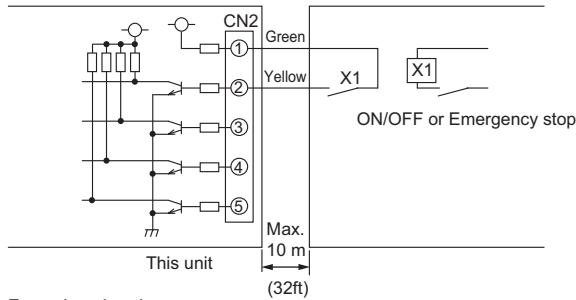 CN2
Green
1
Yellow
X1
X1
2
ON/OFF or Emergency stop
3
4
5
Max.
10 m
This unit
(32ft)